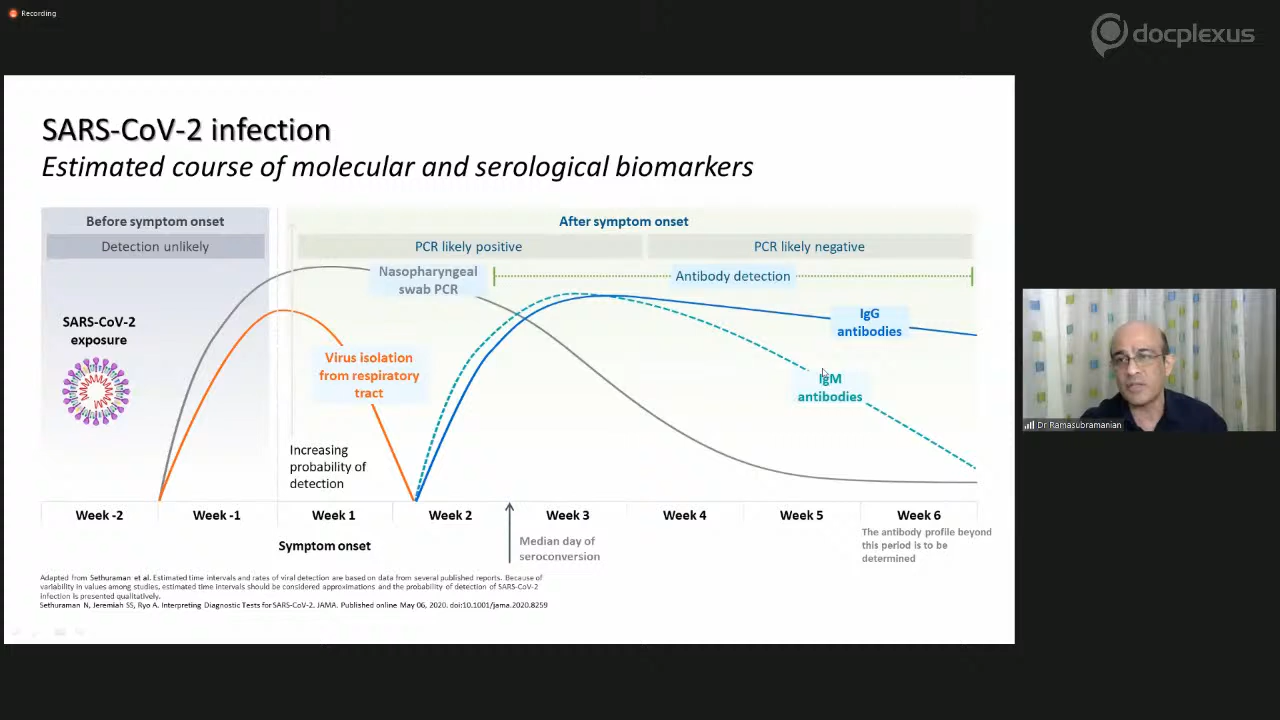 Recording
docplexus
SARS-CoV-2 infection
Estimated course of molecular and serological biomarkers
Before symptom onset
After symptom onset
Detection unlikely
PCR likely positive
PCR likely negative
Nasopharyngeal
swab PCR
Antibody detection
SARS-CoV-2
exposure
IgG
antibodies
Virus isolation
from respiratory
tract
IgM
antibodies
Increasing
probability of
detection
Week -2
Week -1
Week 1
Week 2
Week 3
Week 4
Week 5
Week 6
Symptom onset
Median day of
seroconversion
The antibody profile beyond
this period is to be
determined
Adapted from Sethuraman et al. Estimated time intervals and rates of viral detection are based on data from several published reports. Because of
variability in values among studies, estimated time intervals should be considered approximations and the probability of detection of SARS-CoV-2
infection is presented qualitatively.
Sethuraman N, Jeremiah SS, Ryo A. Interpreting Diagnostic Tests for SARS-CoV-2. JAMA. Published online May 06, 2020. doi:10.1001/jama.2020.8259
Dr Ramasubramanian